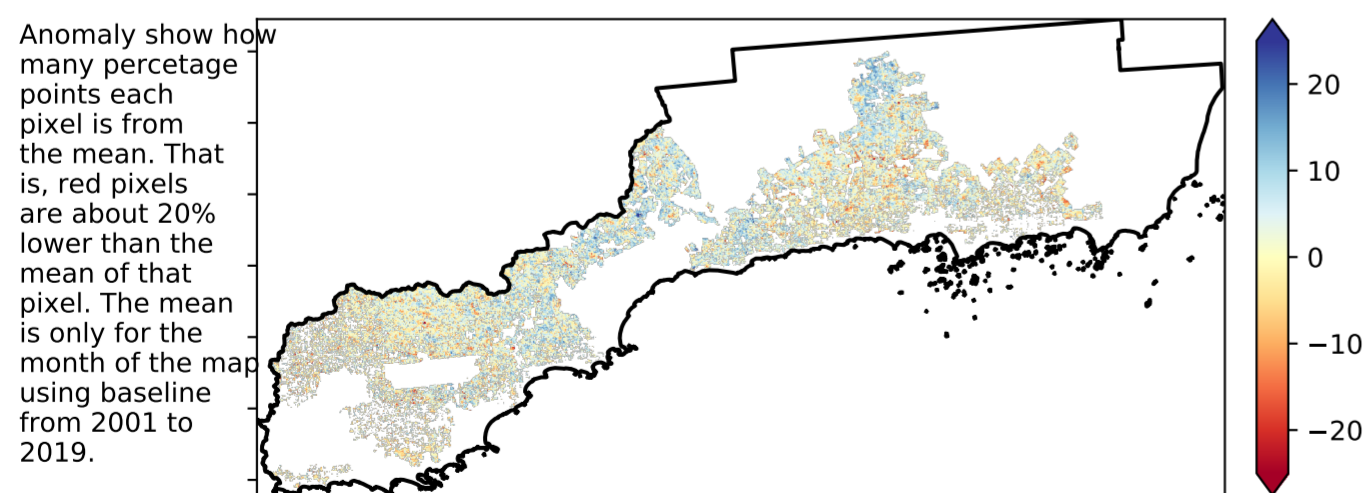 Anomaly show how
many percetage
points each
pixel is from
the mean. That
is, red pixels
are about 20%
lower than the
mean of that
pixel. The mean
is only for the
month of the map
using baseline
from 2001 to
2019.
20
10
0
−10
−20